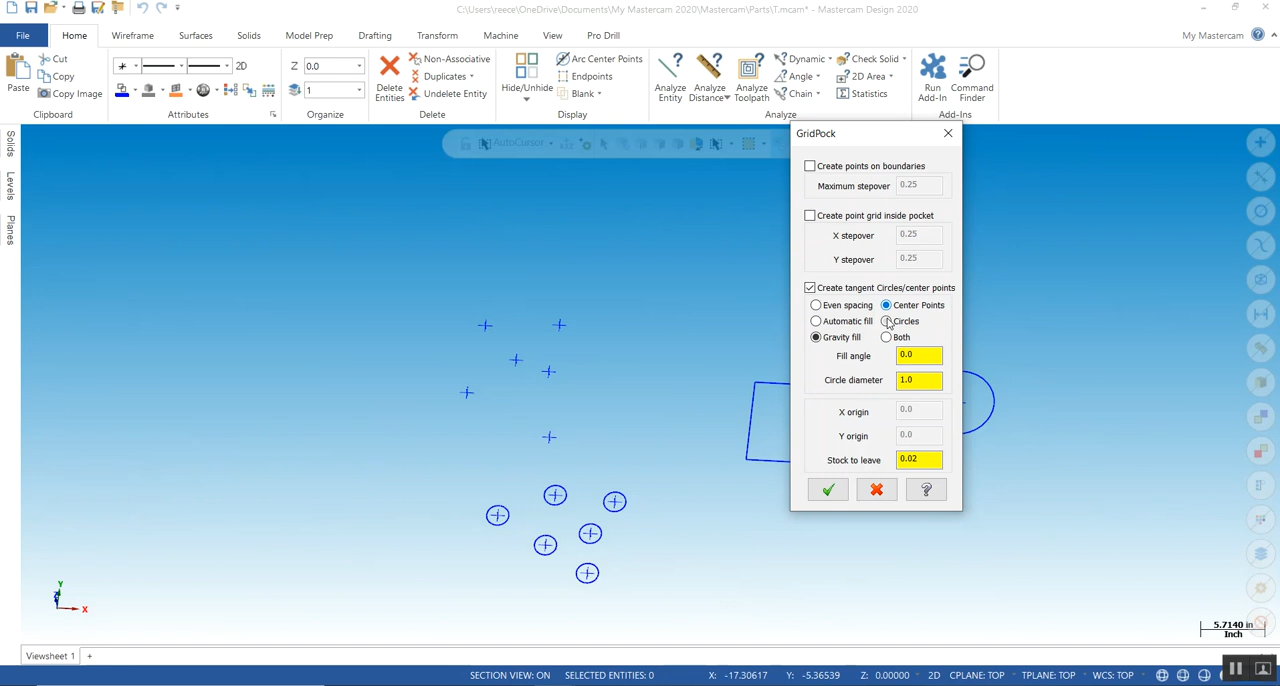 C:\Users\reece\OneDrive\Documents\My Mastercam 2020\Mastercam\Parts\T.mcam* - Mastercam Design 2020
File Home Wireframe Surfaces Solids Model Prep Drafting Transform Machine View Pro Drill My Mastercam
Paste
Cut
Copy
Copy Image
Clipboard
2D
Attributes
Z 0.0
1
Organize
Delete Entities
Non-Associative
Duplicates
Undelete Entity
Delete
Hide/Unhide
Arc Center Points
Endpoints
Blank
Display
Analyze Entity
Analyze Distance
Analyze Toolpath
Dynamic
Angle
Chain
Check Solid
2D Area
Statistics
Analyze
Run Add-In
Command Finder
Add-Ins
Solids
Levels
Planes
AutoCursor
GridPock
Create points on boundaries
Maximum stepover 0.25
Create point grid inside pocket
X stepover 0.25
Y stepover 0.25
Create tangent Circles/center points
Even spacing Center Points
Automatic fill Circles
Gravity fill Both
Fill angle 0.0
Circle diameter 1.0
X origin 0.0
Y origin 0.0
Stock to leave 0.02
Y
X
5.7140 in
Inch
Viewsheet 1 +
SECTION VIEW: ON SELECTED ENTITIES: 0 X: -17.30617 Y: -5.36539 Z: 0.00000 2D CPLANE: TOP TPLANE: TOP WCS: TOP